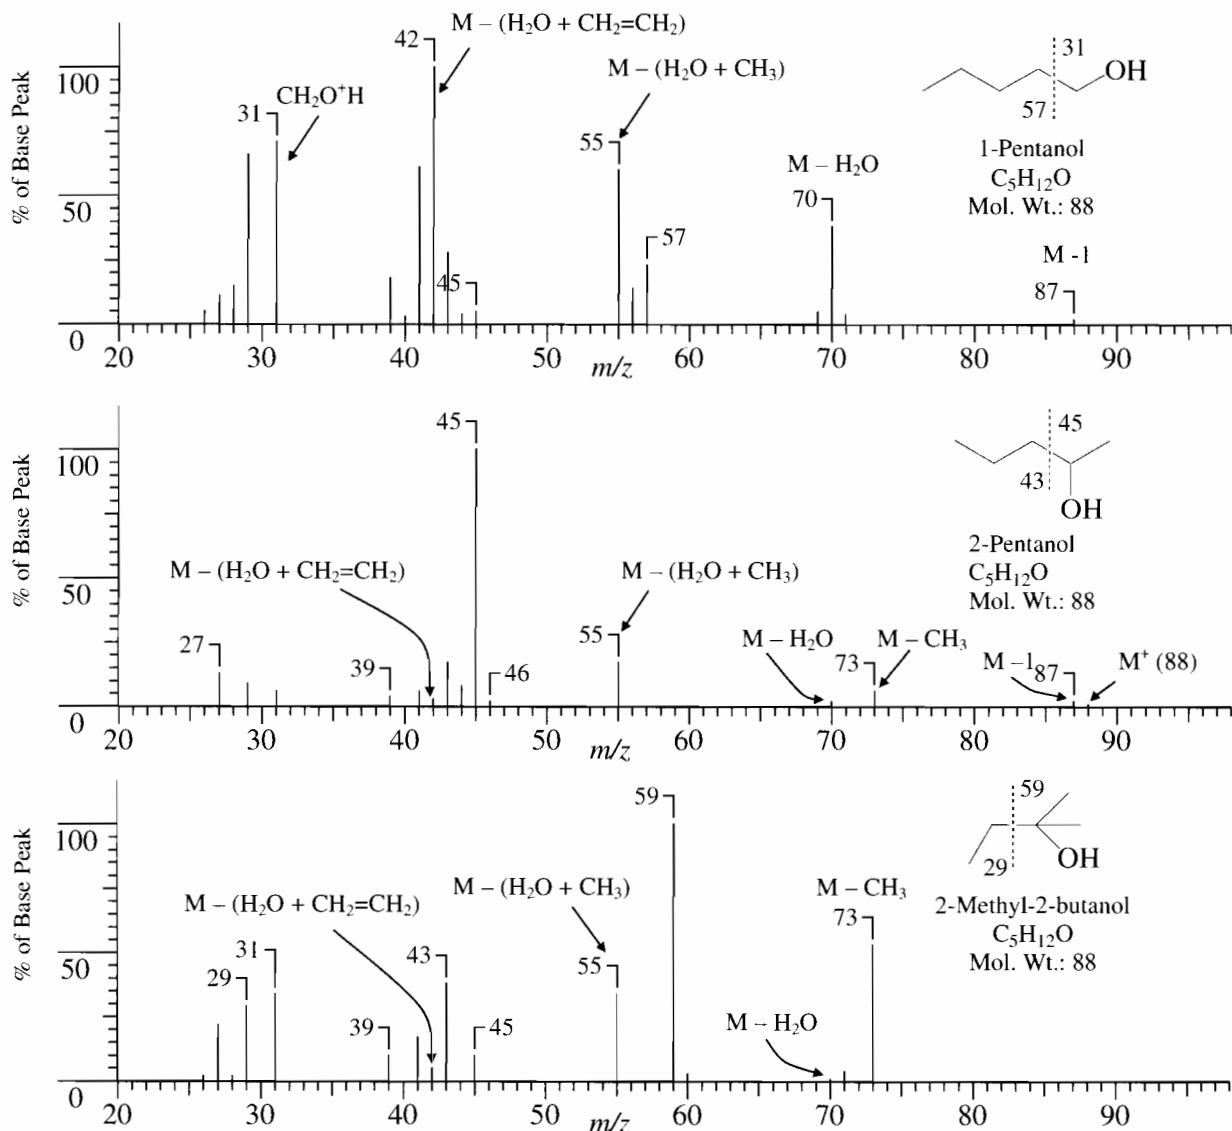 M – (H₂O + CH₂=CH₂)
42
M – (H₂O + CH₃)
CH₂O⁺H
31
55
M – H₂O
70
57
45
M -1
87
31
OH
57
1-Pentanol
C₅H₁₂O
Mol. Wt.: 88
% of Base Peak
100
50
0
20 30 40 50 60 70 80 90
m/z
45
M – (H₂O + CH₂=CH₂)
M – (H₂O + CH₃)
27
39
46
55
M – H₂O
M – CH₃
73
M –1
87
M⁺ (88)
45
43
OH
2-Pentanol
C₅H₁₂O
Mol. Wt.: 88
% of Base Peak
100
50
0
20 30 40 50 60 70 80 90
m/z
59
M – (H₂O + CH₂=CH₂)
M – (H₂O + CH₃)
M – CH₃
73
31
29
43
39
45
55
M – H₂O
59
29
OH
2-Methyl-2-butanol
C₅H₁₂O
Mol. Wt.: 88
% of Base Peak
100
50
0
20 30 40 50 60 70 80 90
m/z